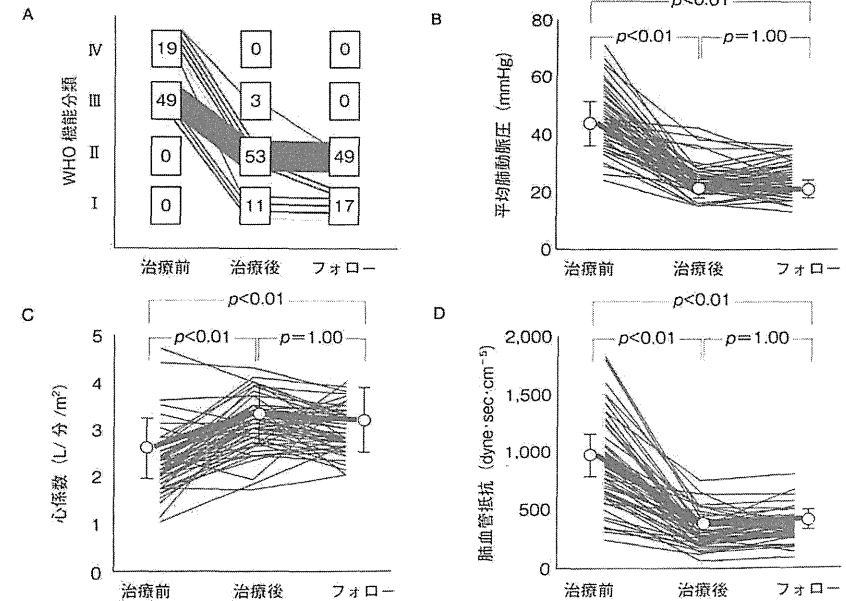 A
WHO 機能分類
Ⅳ
Ⅲ
Ⅱ
Ⅰ
19 0 0
49 3 0
0 53 49
0 11 17
治療前 治療後 フォロー
B
平均肺動脈圧 (mmHg)
80
60
40
20
0
p<0.01
p<0.01 p=1.00
治療前 治療後 フォロー
C
心係数 (L/ 分 /m²)
5
4
3
2
1
0
p<0.01
p<0.01 p=1.00
治療前 治療後 フォロー
D
肺血管抵抗 (dyne·sec·cm⁻⁵)
2,000
1,500
1,000
500
0
p<0.01
p<0.01 p=1.00
治療前 治療後 フォロー